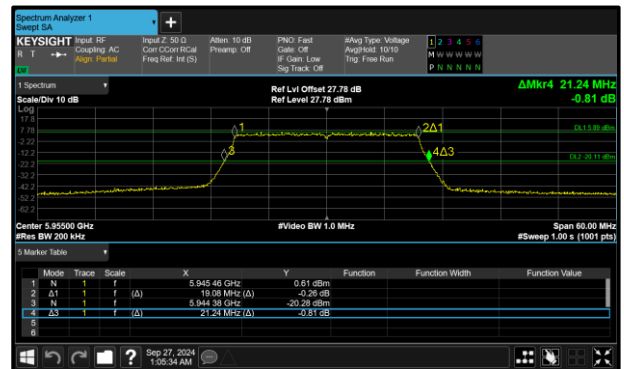 Spectrum Analyzer 1
Swept SA
+
KEYSIGHT Input: RF Input Z: 50 Ω Atten: 10 dB PNO: Fast #Avg Type: Voltage 1 2 3 4 5 6
R T Coupling: AC Corr CCorr RCal Preamp: Off Gate: Off Avg|Hold: 10/10 M W W W W W
Align: Partial Freq Ref: Int (S) IF Gain: Low Trig: Free Run
Sig Track: Off P N N N N N
1 Spectrum
Ref Lvl Offset 27.78 dB ΔMkr4 21.24 MHz
Scale/Div 10 dB Ref Level 27.78 dBm -0.81 dB
Log
17.8
7.78
-2.22
-12.2
-22.2
-32.2
-42.2
-52.2
-62.2
1
2Δ1
DL1 5.89 dBm
3
4Δ3
DL2 -20.11 dBm
Center 5.95500 GHz #Video BW 1.0 MHz Span 60.00 MHz
#Res BW 200 kHz #Sweep 1.00 s (1001 pts)
5 Marker Table
Mode Trace Scale X Y Function Function Width Function Value
1 N 1 f 5.945 46 GHz 0.61 dBm
2 Δ1 1 f (Δ) 19.08 MHz (Δ) -0.26 dB
3 N 1 f 5.944 38 GHz -20.28 dBm
4 Δ3 1 f (Δ) 21.24 MHz (Δ) -0.81 dB
5
6
? Sep 27, 2024
1:05:34 AM